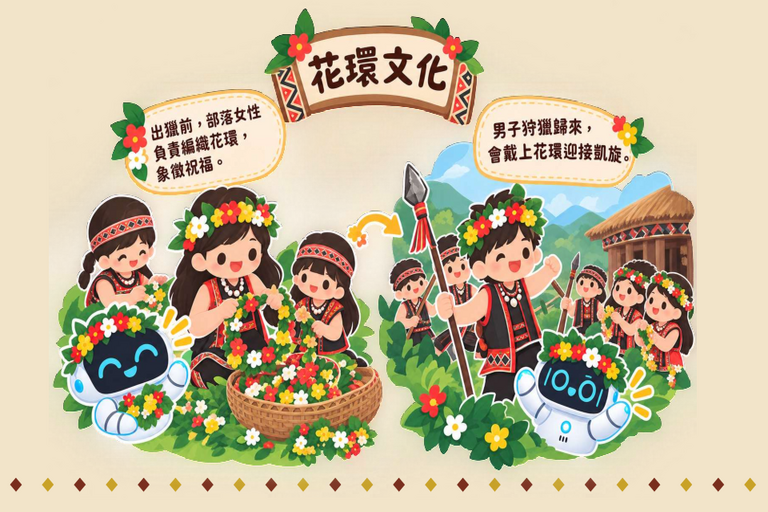 花環文化
出獵前，部落女性
負責編織花環，
象徵祝福。
男子狩獵歸來，
會戴上花環迎接凱旋。